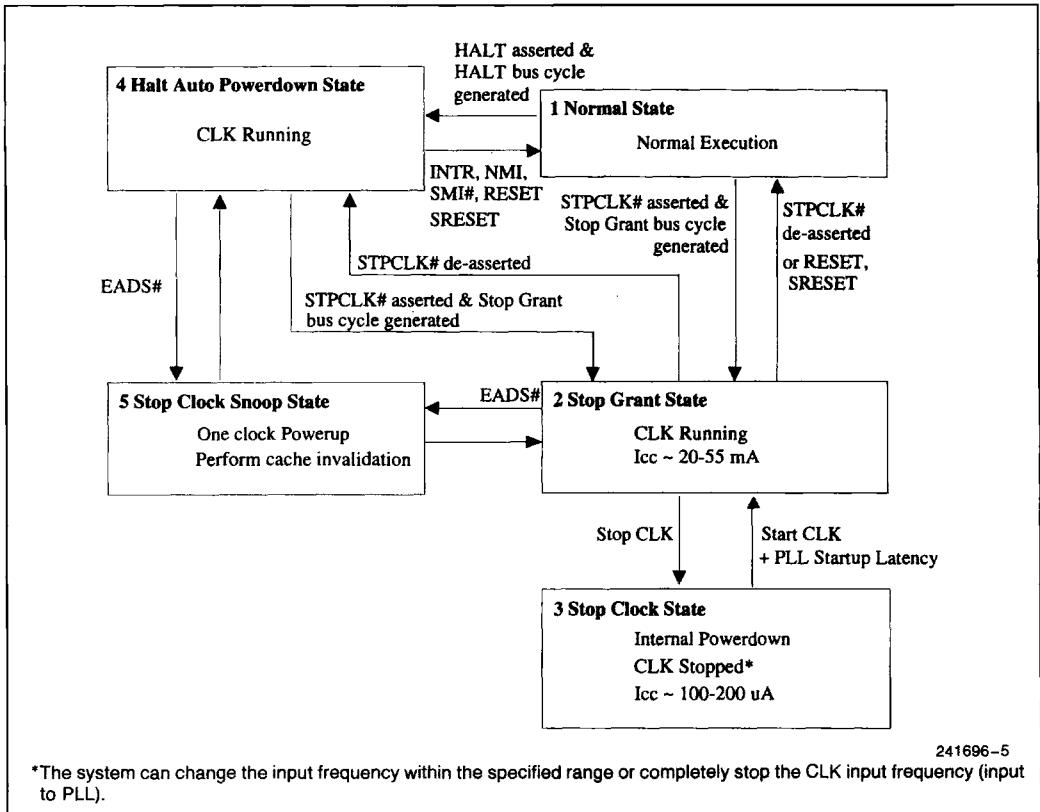 HALT asserted &
HALT bus cycle
generated
4 Halt Auto Powerdown State
CLK Running
1 Normal State
Normal Execution
INTR, NMI,
SMI#, RESET
SRESET
STPCLK# asserted &
Stop Grant bus cycle
generated
STPCLK#
de-asserted
or RESET,
SRESET
STPCLK# de-asserted
EADS#
STPCLK# asserted & Stop Grant
bus cycle generated
5 Stop Clock Snoop State
One clock Powerup
Perform cache invalidation
EADS#
2 Stop Grant State
CLK Running
Icc ~ 20-55 mA
Stop CLK
Start CLK
+ PLL Startup Latency
3 Stop Clock State
Internal Powerdown
CLK Stopped*
Icc ~ 100-200 uA
241696-5
*The system can change the input frequency within the specified range or completely stop the CLK input frequency (input
to PLL).